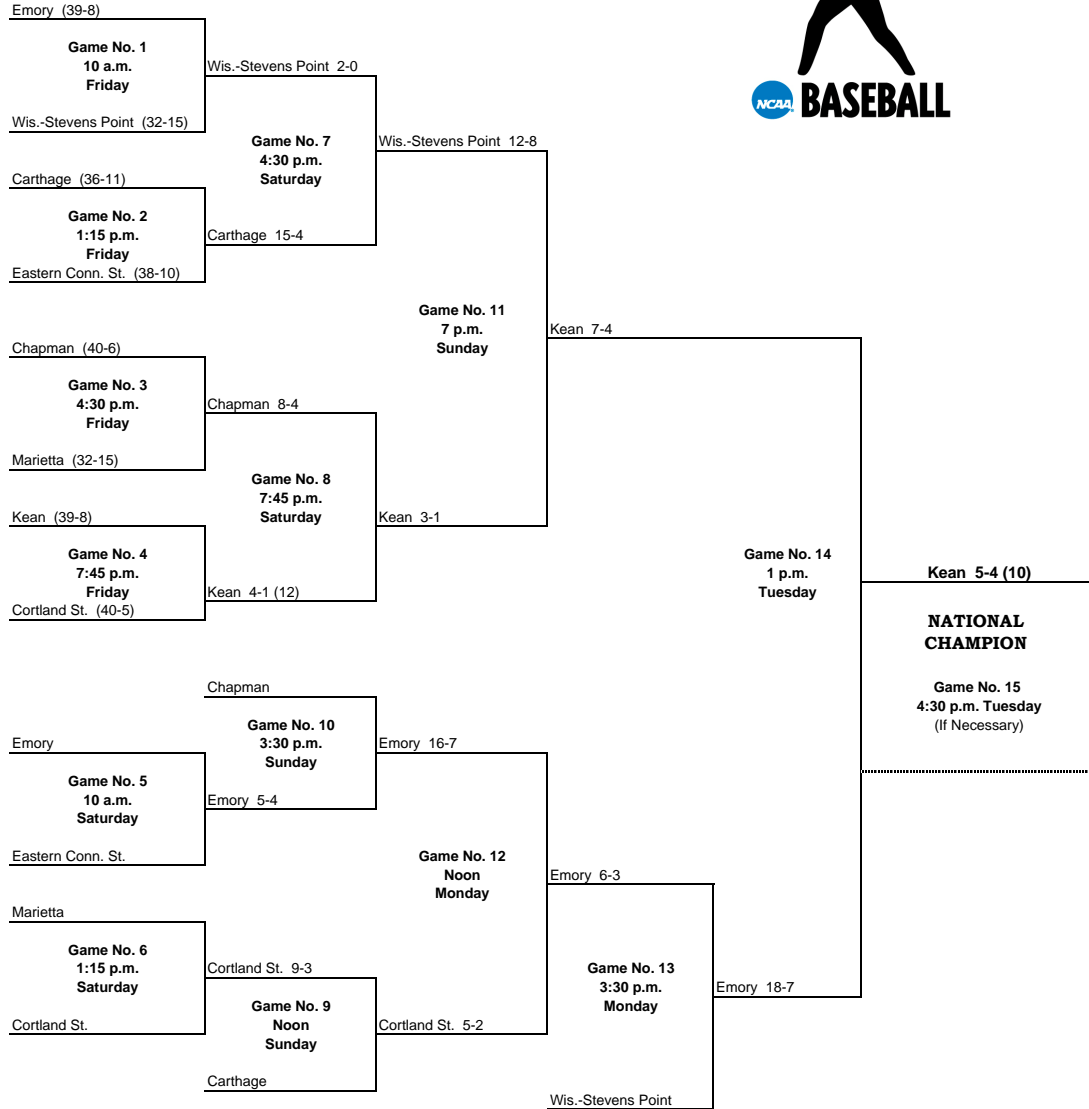 Emory (39-8)
Game No. 1
10 a.m.
Friday
Wis.-Stevens Point 2-0
Wis.-Stevens Point (32-15)
NCAA BASEBALL
Game No. 7
4:30 p.m.
Saturday
Wis.-Stevens Point 12-8
Carthage (36-11)
Game No. 2
1:15 p.m.
Friday
Carthage 15-4
Eastern Conn. St. (38-10)
Game No. 11
7 p.m.
Sunday
Kean 7-4
Chapman (40-6)
Game No. 3
4:30 p.m.
Friday
Chapman 8-4
Marietta (32-15)
Game No. 8
7:45 p.m.
Saturday
Kean 3-1
Kean (39-8)
Game No. 4
7:45 p.m.
Friday
Kean 4-1 (12)
Cortland St. (40-5)
Game No. 14
1 p.m.
Tuesday
Kean 5-4 (10)
NATIONAL
CHAMPION
Game No. 15
4:30 p.m. Tuesday
(If Necessary)
Chapman
Game No. 10
3:30 p.m.
Sunday
Emory 16-7
Emory
Game No. 5
10 a.m.
Saturday
Emory 5-4
Eastern Conn. St.
Game No. 12
Noon
Monday
Emory 6-3
Marietta
Game No. 6
1:15 p.m.
Saturday
Cortland St. 9-3
Cortland St.
Game No. 9
Noon
Sunday
Cortland St. 5-2
Carthage
Game No. 13
3:30 p.m.
Monday
Emory 18-7
Wis.-Stevens Point